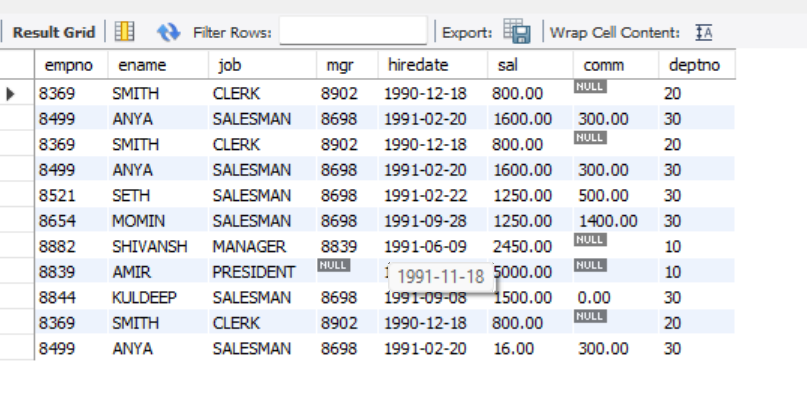 Result Grid Filter Rows: Export: Wrap Cell Content: IA
empno ename job mgr hiredate sal comm deptno
8369 SMITH CLERK 8902 1990-12-18 800.00 NULL 20
8499 ANYA SALESMAN 8698 1991-02-20 1600.00 300.00 30
8369 SMITH CLERK 8902 1990-12-18 800.00 NULL 20
8499 ANYA SALESMAN 8698 1991-02-20 1600.00 300.00 30
8521 SETH SALESMAN 8698 1991-02-22 1250.00 500.00 30
8654 MOMIN SALESMAN 8698 1991-09-28 1250.00 1400.00 30
8882 SHIVANSH MANAGER 8839 1991-06-09 2450.00 NULL 10
8839 AMIR PRESIDENT NULL 1991-11-18 5000.00 NULL 10
8844 KULDEEP SALESMAN 8698 1991-09-08 1500.00 0.00 30
8369 SMITH CLERK 8902 1990-12-18 800.00 NULL 20
8499 ANYA SALESMAN 8698 1991-02-20 16.00 300.00 30